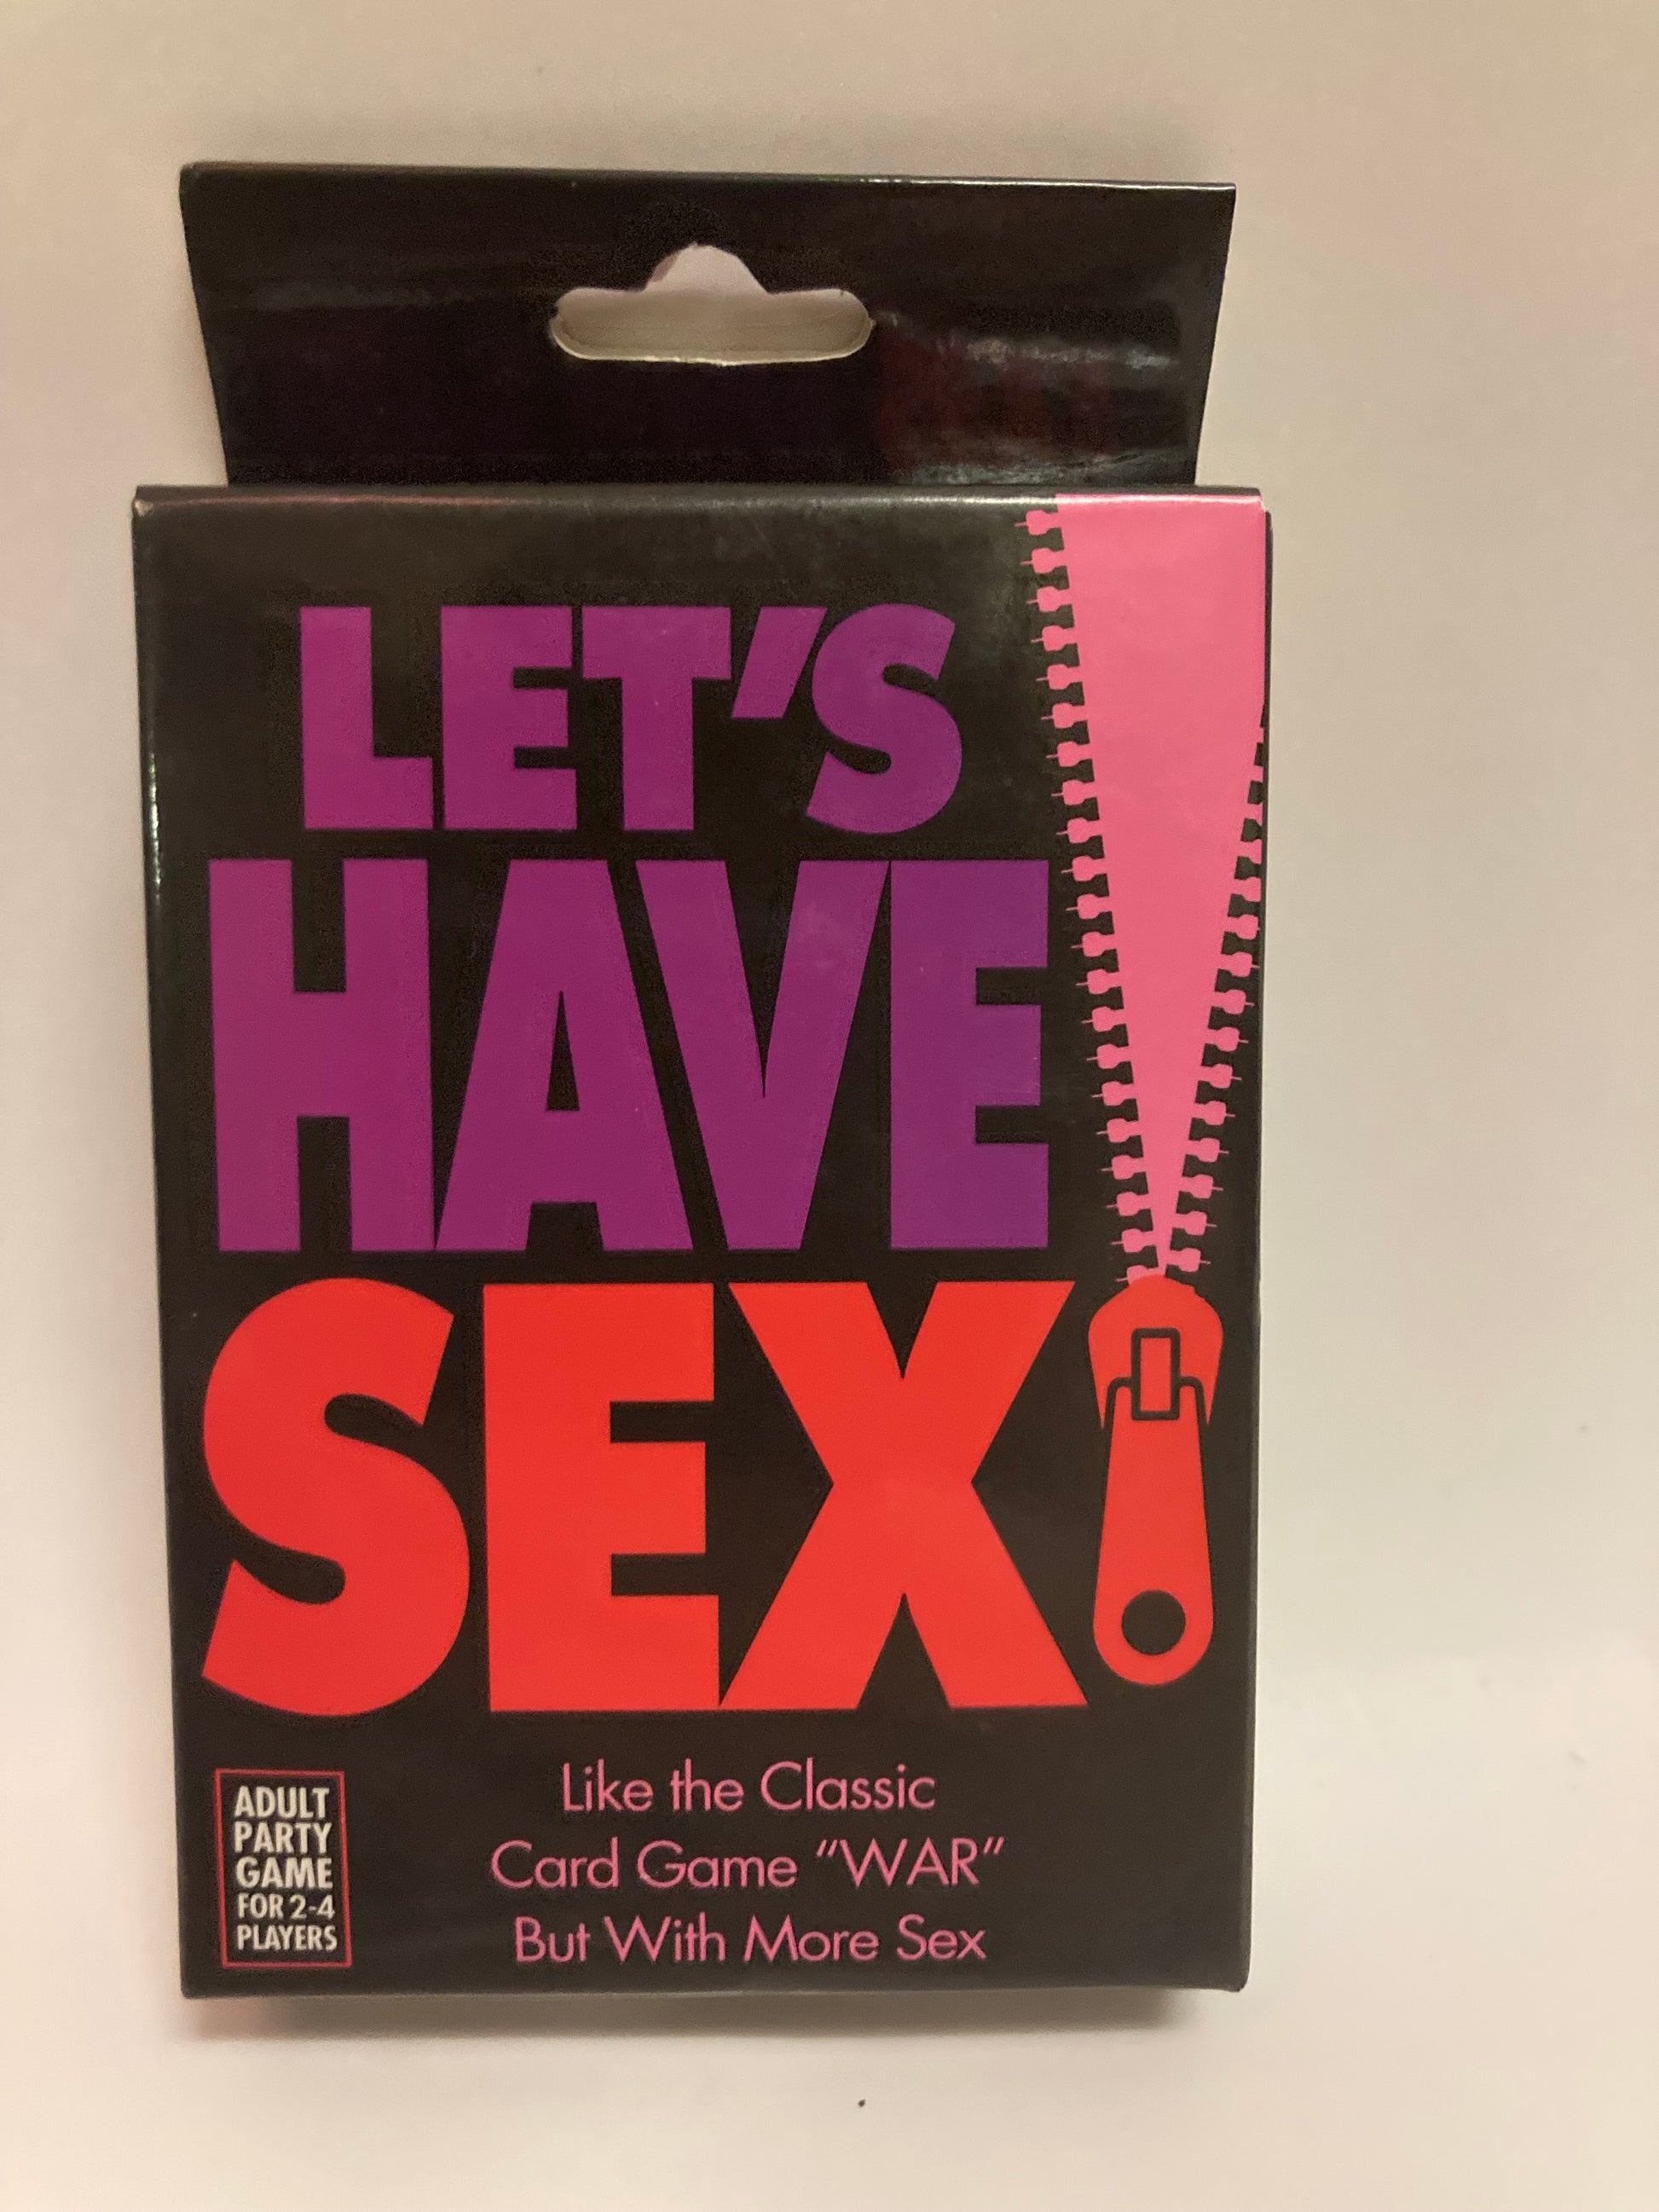 LET'S
HAVE
SEX!
ADULT
PARTY
GAME
FOR 2-4
PLAYERS
Like the Classic
Card Game “WAR”
But With More Sex